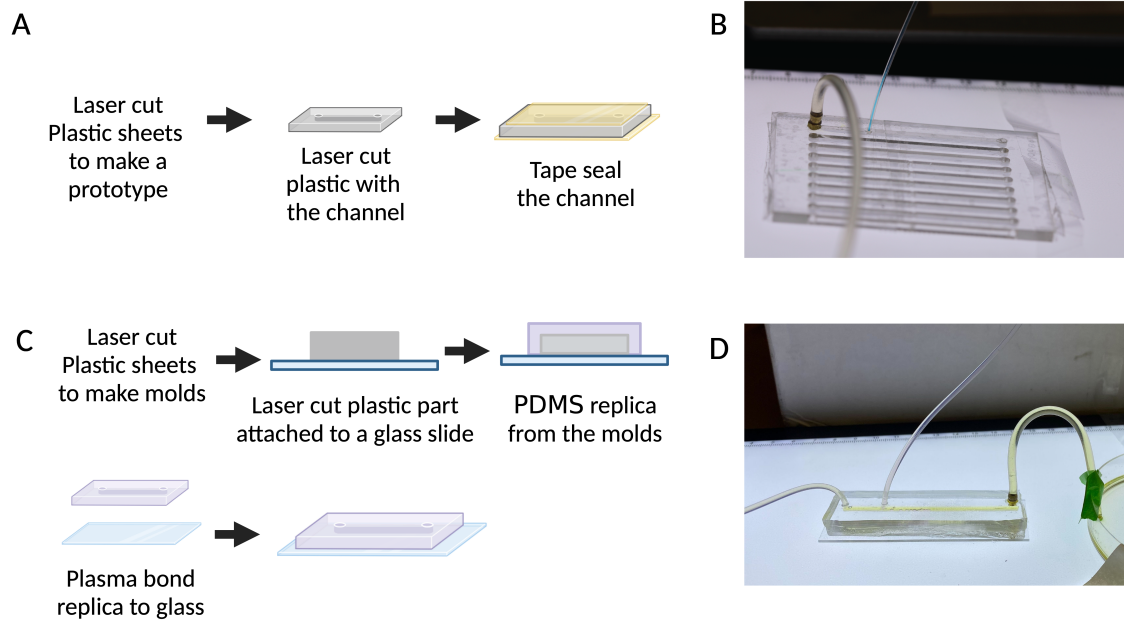 A
Laser cut
Plastic sheets
to make a
prototype
Laser cut
plastic with
the channel
Tape seal
the channel
B
C
Laser cut
Plastic sheets
to make molds
Laser cut plastic part
attached to a glass slide
PDMS replica
from the molds
Plasma bond
replica to glass
D